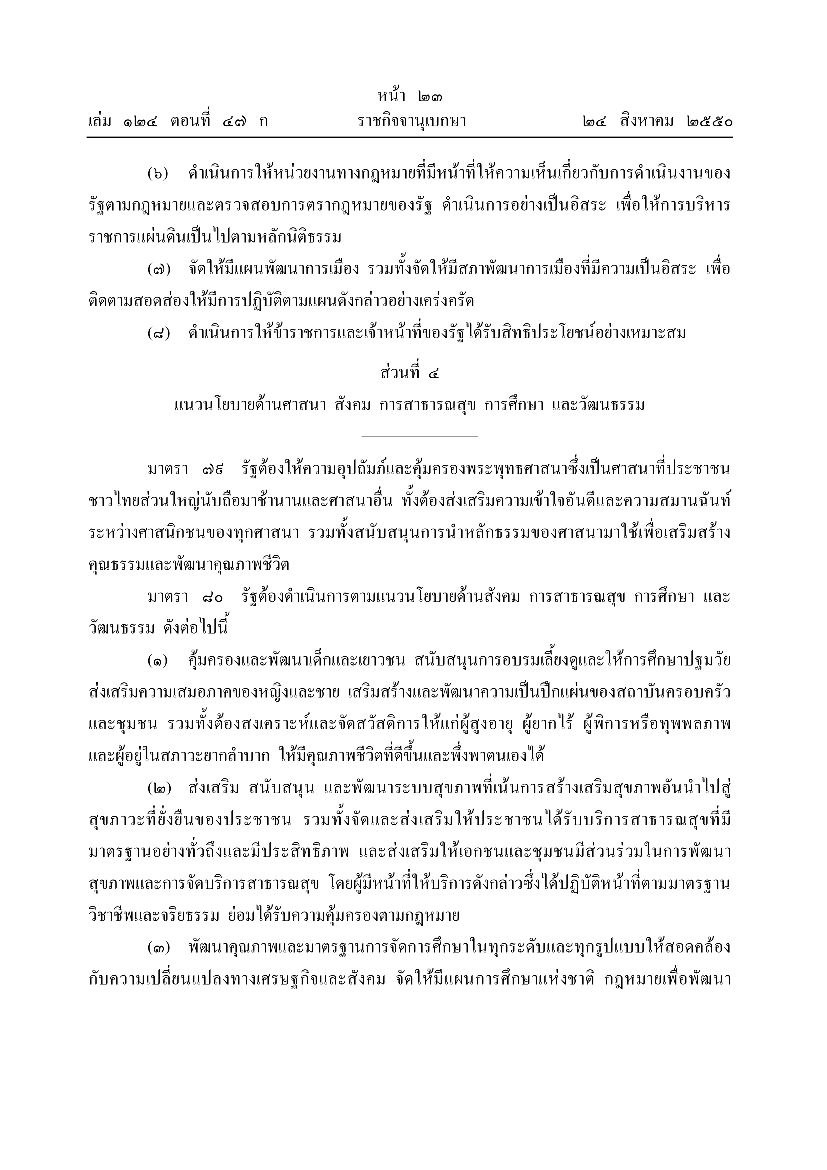 หน้า ๒๓
เล่ม ๑๒๔ ตอนที่ ๔๗ ก ราชกิจจานุเบกษา ๒๔ สิงหาคม ๒๕๕๐
(๖) ดำเนินการให้หน่วยงานทางกฎหมายที่มีหน้าที่ให้ความเห็นเกี่ยวกับการดำเนินงานของ
รัฐตามกฎหมายและตรวจสอบการตรากฎหมายของรัฐ ดำเนินการอย่างเป็นอิสระ เพื่อให้การบริหาร
ราชการแผ่นดินเป็นไปตามหลักนิติธรรม
(๗) จัดให้มีแผนพัฒนาการเมือง รวมทั้งจัดให้มีสภาพัฒนาการเมืองที่มีความเป็นอิสระ เพื่อ
ติดตามสอดส่องให้มีการปฏิบัติตามแผนดังกล่าวอย่างเคร่งครัด
(๘) ดำเนินการให้ข้าราชการและเจ้าหน้าที่ของรัฐได้รับสิทธิประโยชน์อย่างเหมาะสม
ส่วนที่ ๔
แนวนโยบายด้านศาสนา สังคม การสาธารณสุข การศึกษา และวัฒนธรรม
มาตรา ๗๙ รัฐต้องให้ความอุปถัมภ์และคุ้มครองพระพุทธศาสนาซึ่งเป็นศาสนาที่ประชาชน
ชาวไทยส่วนใหญ่นับถือมาช้านานและศาสนาอื่น ทั้งต้องส่งเสริมความเข้าใจอันดีและความสมานฉันท์
ระหว่างศาสนิกชนของทุกศาสนา รวมทั้งสนับสนุนการนำหลักธรรมของศาสนามาใช้เพื่อเสริมสร้าง
คุณธรรมและพัฒนาคุณภาพชีวิต
มาตรา ๘๐ รัฐต้องดำเนินการตามแนวนโยบายด้านสังคม การสาธารณสุข การศึกษา และ
วัฒนธรรม ดังต่อไปนี้
(๑) คุ้มครองและพัฒนาเด็กและเยาวชน สนับสนุนการอบรมเลี้ยงดูและให้การศึกษาปฐมวัย
ส่งเสริมความเสมอภาคของหญิงและชาย เสริมสร้างและพัฒนาความเป็นปึกแผ่นของสถาบันครอบครัว
และชุมชน รวมทั้งต้องสงเคราะห์และจัดสวัสดิการให้แก่ผู้สูงอายุ ผู้ยากไร้ ผู้พิการหรือทุพพลภาพ
และผู้อยู่ในสภาวะยากลำบาก ให้มีคุณภาพชีวิตที่ดีขึ้นและพึ่งพาตนเองได้
(๒) ส่งเสริม สนับสนุน และพัฒนาระบบสุขภาพที่เน้นการสร้างเสริมสุขภาพอันนำไปสู่
สุขภาวะที่ยั่งยืนของประชาชน รวมทั้งจัดและส่งเสริมให้ประชาชนได้รับบริการสาธารณสุขที่มี
มาตรฐานอย่างทั่วถึงและมีประสิทธิภาพ และส่งเสริมให้เอกชนและชุมชนมีส่วนร่วมในการพัฒนา
สุขภาพและการจัดบริการสาธารณสุข โดยผู้มีหน้าที่ให้บริการดังกล่าวซึ่งได้ปฏิบัติหน้าที่ตามมาตรฐาน
วิชาชีพและจริยธรรม ย่อมได้รับความคุ้มครองตามกฎหมาย
(๓) พัฒนาคุณภาพและมาตรฐานการจัดการศึกษาในทุกระดับและทุกรูปแบบให้สอดคล้อง
กับความเปลี่ยนแปลงทางเศรษฐกิจและสังคม จัดให้มีแผนการศึกษาแห่งชาติ กฎหมายเพื่อพัฒนา